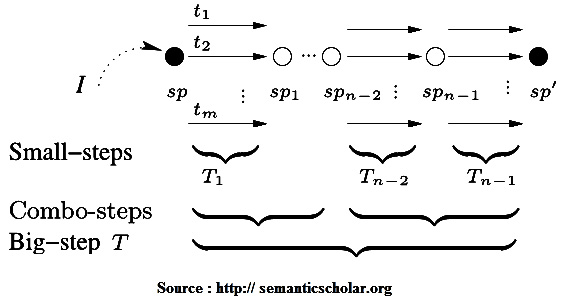 t₁
t₂
I
sp ⋮ sp₁ ··· spₙ₋₂ ⋮ spₙ₋₁ ⋮ sp′
tₘ
Small–steps
T₁ Tₙ₋₂ Tₙ₋₁
Combo-steps
Big–step T
Source : http:// semanticscholar.org